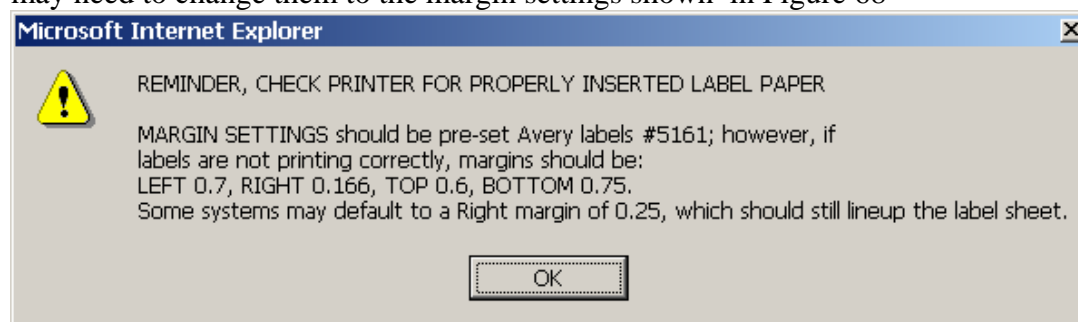 may need to change them to the margin settings shown in Figure 68
Microsoft Internet Explorer
REMINDER, CHECK PRINTER FOR PROPERLY INSERTED LABEL PAPER
MARGIN SETTINGS should be pre-set Avery labels #5161; however, if
labels are not printing correctly, margins should be:
LEFT 0.7, RIGHT 0.166, TOP 0.6, BOTTOM 0.75.
Some systems may default to a Right margin of 0.25, which should still lineup the label sheet.
OK